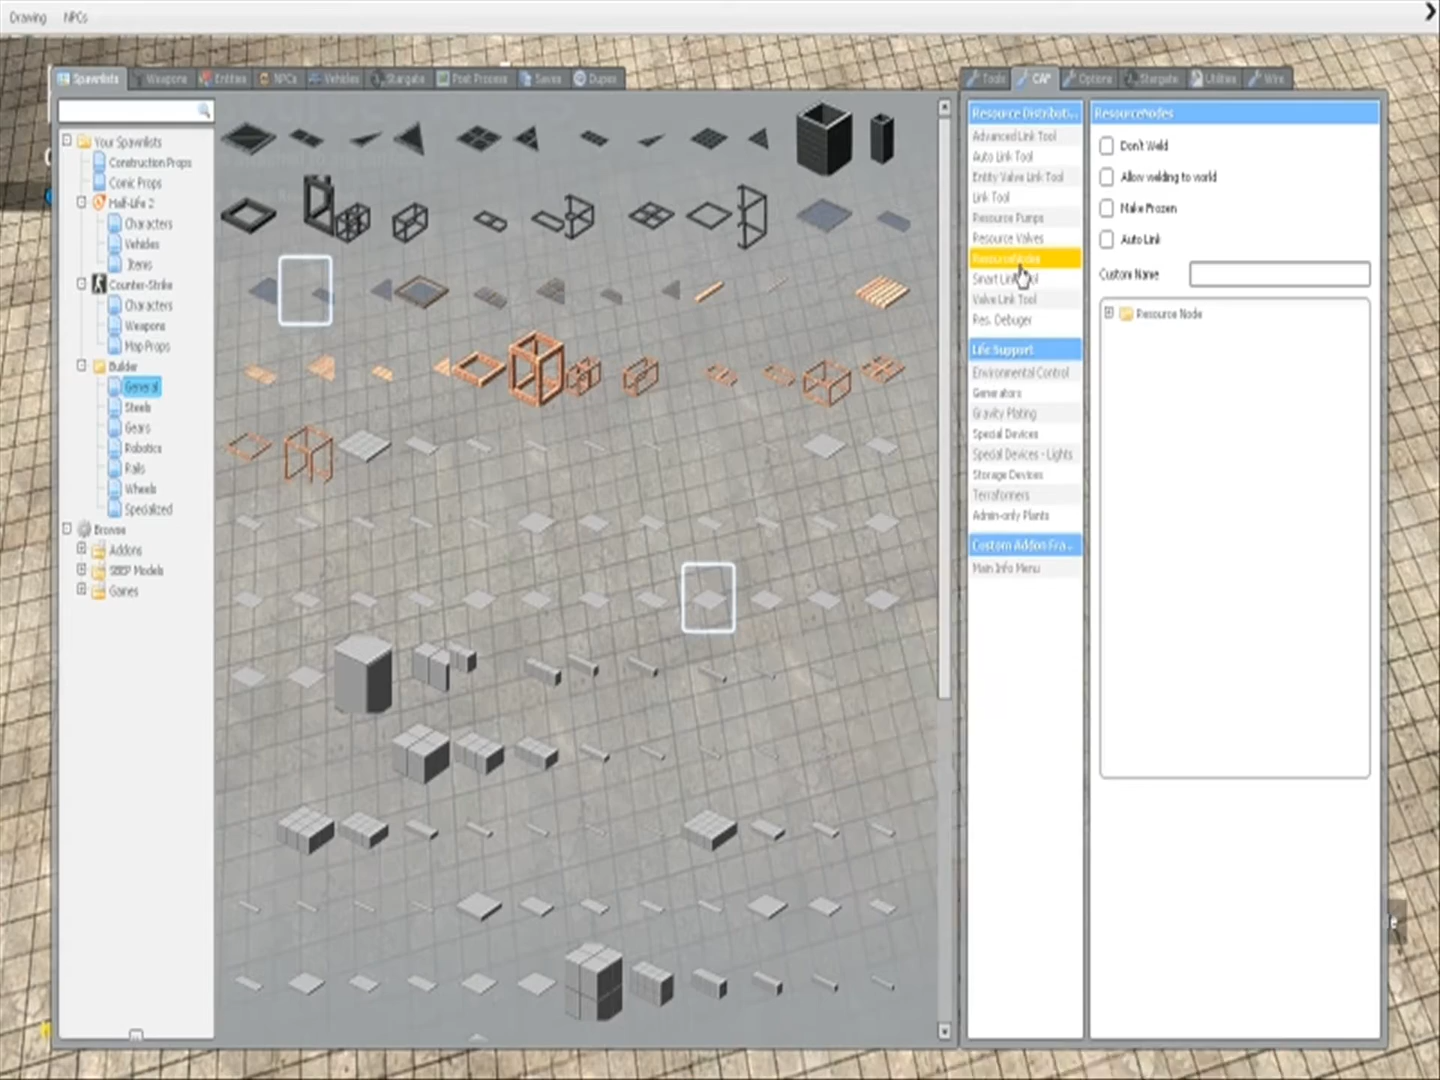 Drawing NPCs
Spawnlists Weapons Entities NPCs Vehicles Stargate Post Process Saves Dupes
Your Spawnlists
Construction Props
Comic Props
Half-Life 2
Characters
Vehicles
Items
Counter-Strike
Characters
Weapons
Map Props
Builder
General
Steels
Gears
Robotics
Rails
Wheels
Specialized
Browse
Addons
SBEP Models
Games
Tools CAP Options Stargate Utilities Wire
Resource Distributi...
Advanced Link Tool
Auto Link Tool
Entity Valve Link Tool
Link Tool
Resource Pumps
Resource Valves
ResourceNodes
Smart Link Tool
Valve Link Tool
Res. Debuger
Life Support
Environmental Control
Generators
Gravity Plating
Special Devices
Special Devices - Lights
Storage Devices
Terraformers
Admin-only Plants
Custom Addon Fra...
Main Info Menu
ResourceNodes
Don't Weld
Allow welding to world
Make Frozen
Auto Link
Custom Name
Resource Node